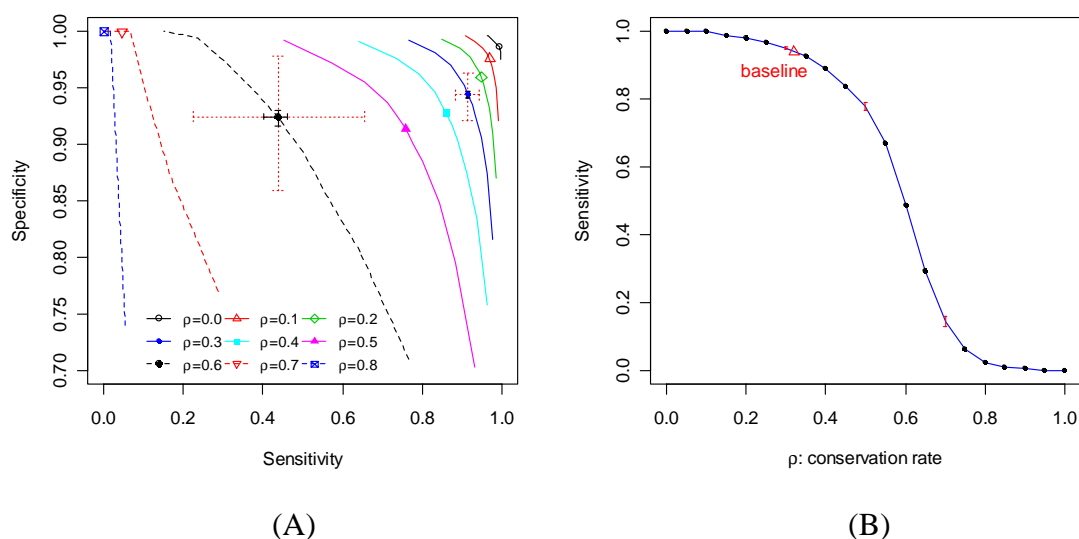 Specificity
1.00
0.95
0.90
0.85
0.80
0.75
0.70
ρ=0.0 ρ=0.1 ρ=0.2
ρ=0.3 ρ=0.4 ρ=0.5
ρ=0.6 ρ=0.7 ρ=0.8
0.0 0.2 0.4 0.6 0.8 1.0
Sensitivity
(A)
Sensitivity
1.0
0.8
0.6
0.4
0.2
0.0
baseline
0.0 0.2 0.4 0.6 0.8 1.0
ρ: conservation rate
(B)